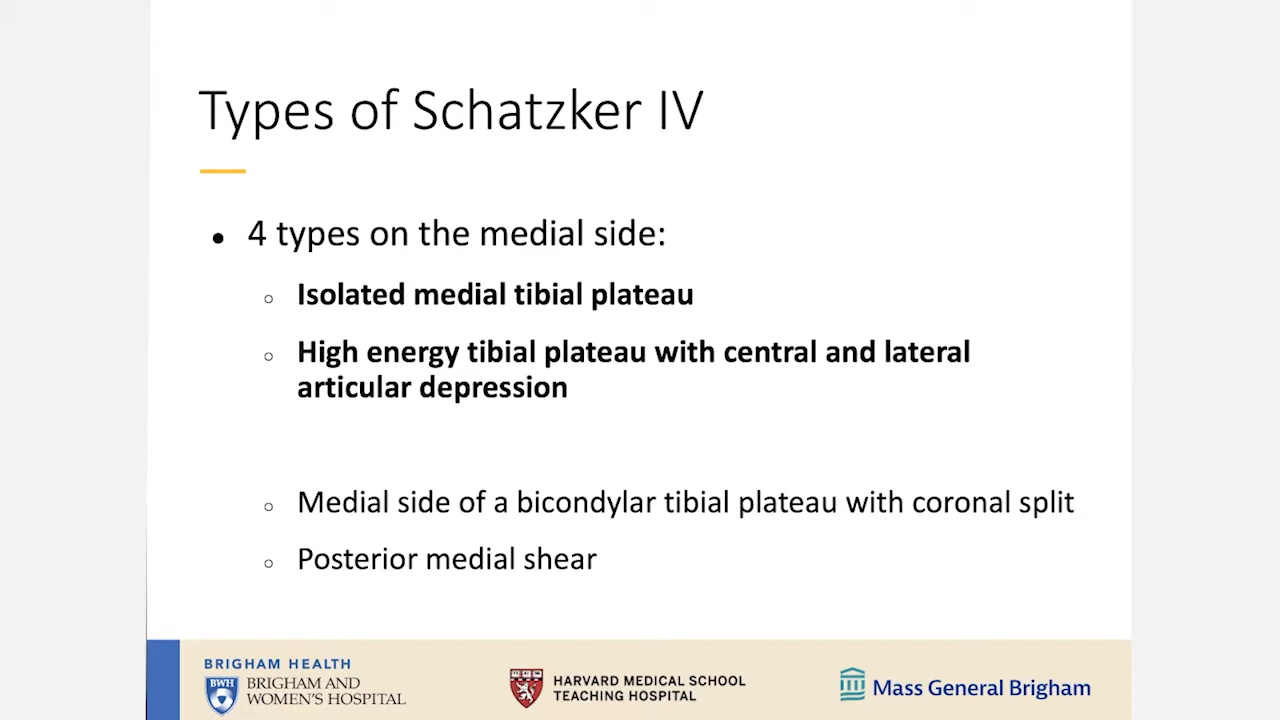 Types of Schatzker IV
• 4 types on the medial side:
○ Isolated medial tibial plateau
○ High energy tibial plateau with central and lateral
articular depression
○ Medial side of a bicondylar tibial plateau with coronal split
○ Posterior medial shear
BRIGHAM HEALTH
BWH
BRIGHAM AND
WOMEN'S HOSPITAL
HARVARD MEDICAL SCHOOL
TEACHING HOSPITAL
Mass General Brigham